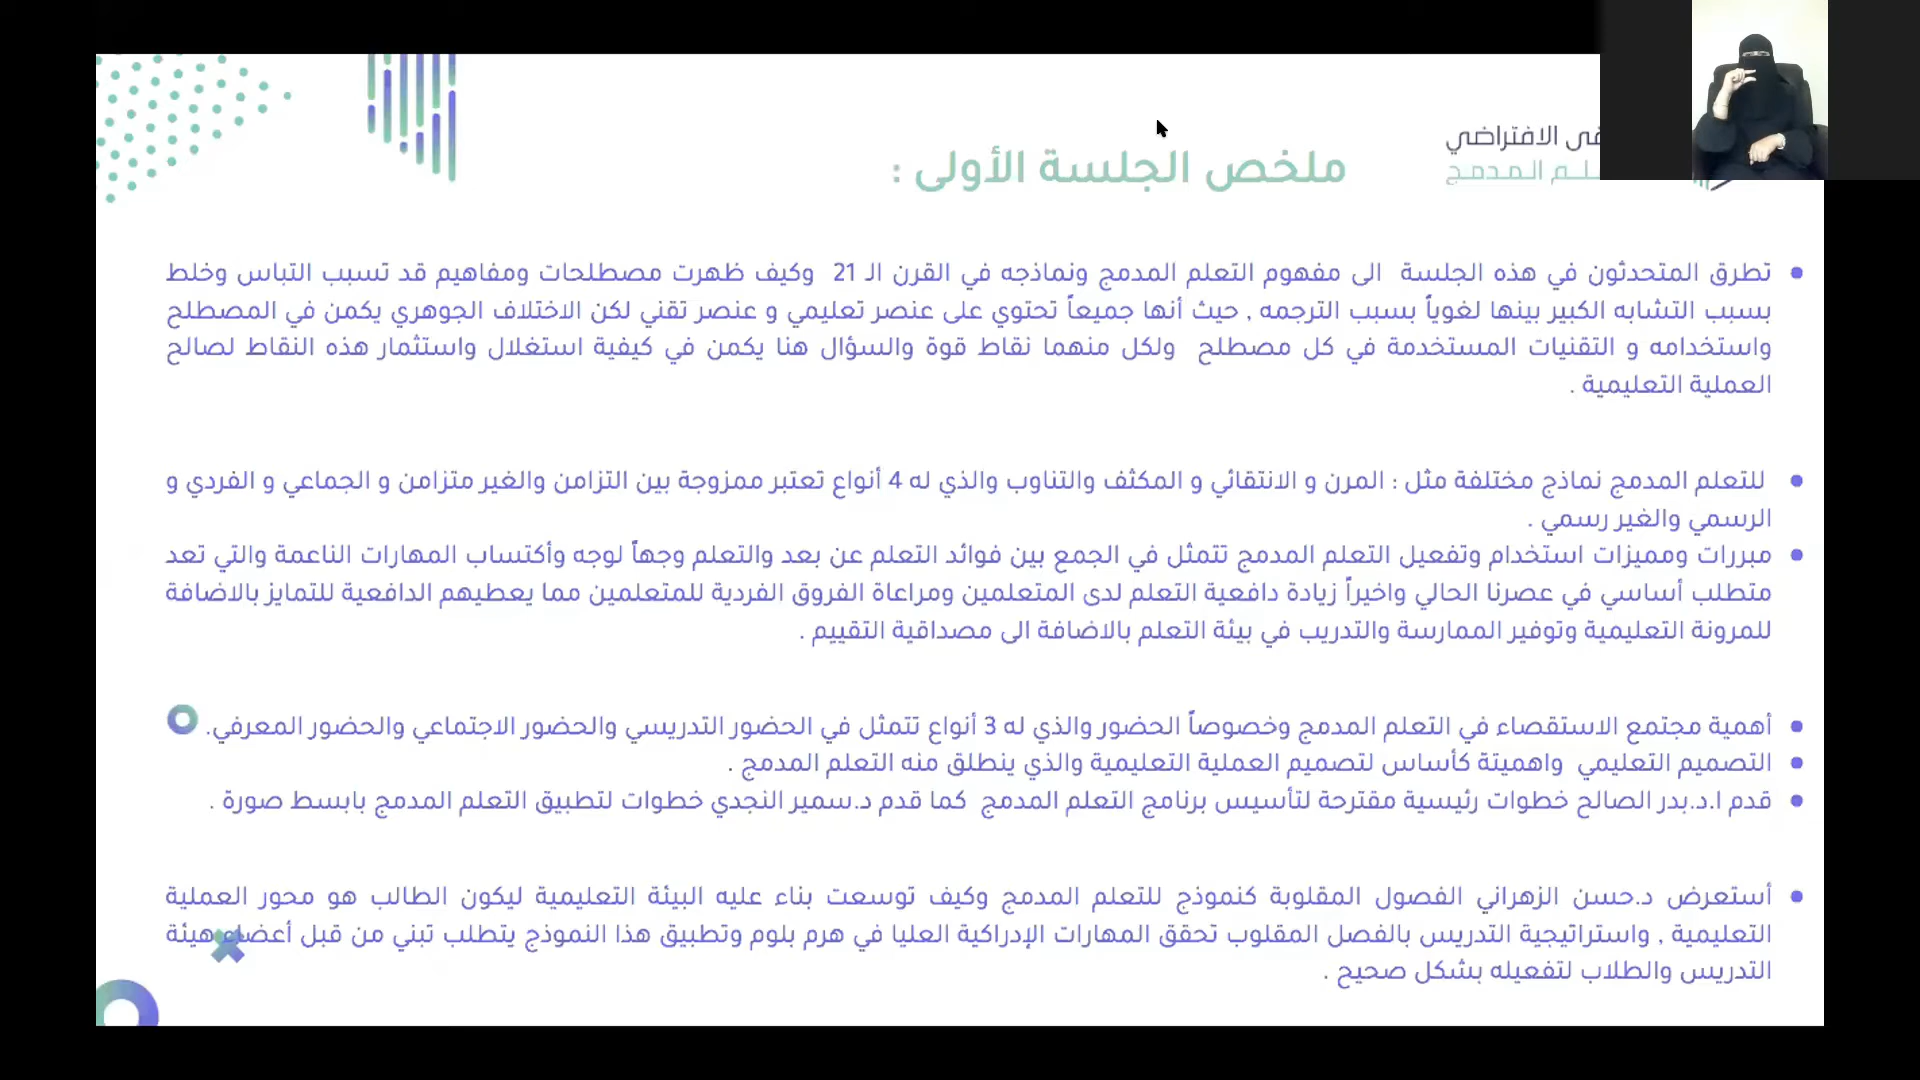 الافتراضي
المدمج
ملخص الجلسة الأولى :
تطرق المتحدثون في هذه الجلسة الى مفهوم التعلم المدمج ونماذجه في القرن الـ 21 وكيف ظهرت مصطلحات ومفاهيم قد تسبب التباس وخلط
بسبب التشابه الكبير بينها لغوياً بسبب الترجمه , حيث أنها جميعاً تحتوي على عنصر تعليمي و عنصر تقني لكن الاختلاف الجوهري يكمن في المصطلح
واستخدامه و التقنيات المستخدمة في كل مصطلح ولكل منهما نقاط قوة والسؤال هنا يكمن في كيفية استغلال واستثمار هذه النقاط لصالح
العملية التعليمية .
للتعلم المدمج نماذج مختلفة مثل : المرن و الانتقائي و المكثف والتناوب والذي له 4 أنواع تعتبر ممزوجة بين التزامن والغير متزامن و الجماعي و الفردي و
الرسمي والغير رسمي .
مبررات ومميزات استخدام وتفعيل التعلم المدمج تتمثل في الجمع بين فوائد التعلم عن بعد والتعلم وجهاً لوجه وأكتساب المهارات الناعمة والتي تعد
متطلب أساسي في عصرنا الحالي واخيراً زيادة دافعية التعلم لدى المتعلمين ومراعاة الفروق الفردية للمتعلمين مما يعطيهم الدافعية للتمايز بالاضافة
للمرونة التعليمية وتوفير الممارسة والتدريب في بيئة التعلم بالاضافة الى مصداقية التقييم .
أهمية مجتمع الاستقصاء في التعلم المدمج وخصوصاً الحضور والذي له 3 أنواع تتمثل في الحضور التدريسي والحضور الاجتماعي والحضور المعرفي.
التصميم التعليمي واهميتة كأساس لتصميم العملية التعليمية والذي ينطلق منه التعلم المدمج .
قدم ا.د.بدر الصالح خطوات رئيسية مقترحة لتأسيس برنامج التعلم المدمج كما قدم د.سمير النجدي خطوات لتطبيق التعلم المدمج بابسط صورة .
أستعرض د.حسن الزهراني الفصول المقلوبة كنموذج للتعلم المدمج وكيف توسعت بناء عليه البيئة التعليمية ليكون الطالب هو محور العملية
التعليمية , واستراتيجية التدريس بالفصل المقلوب تحقق المهارات الإدراكية العليا في هرم بلوم وتطبيق هذا النموذج يتطلب تبني من قبل أعضاء هيئة
التدريس والطلاب لتفعيله بشكل صحيح .